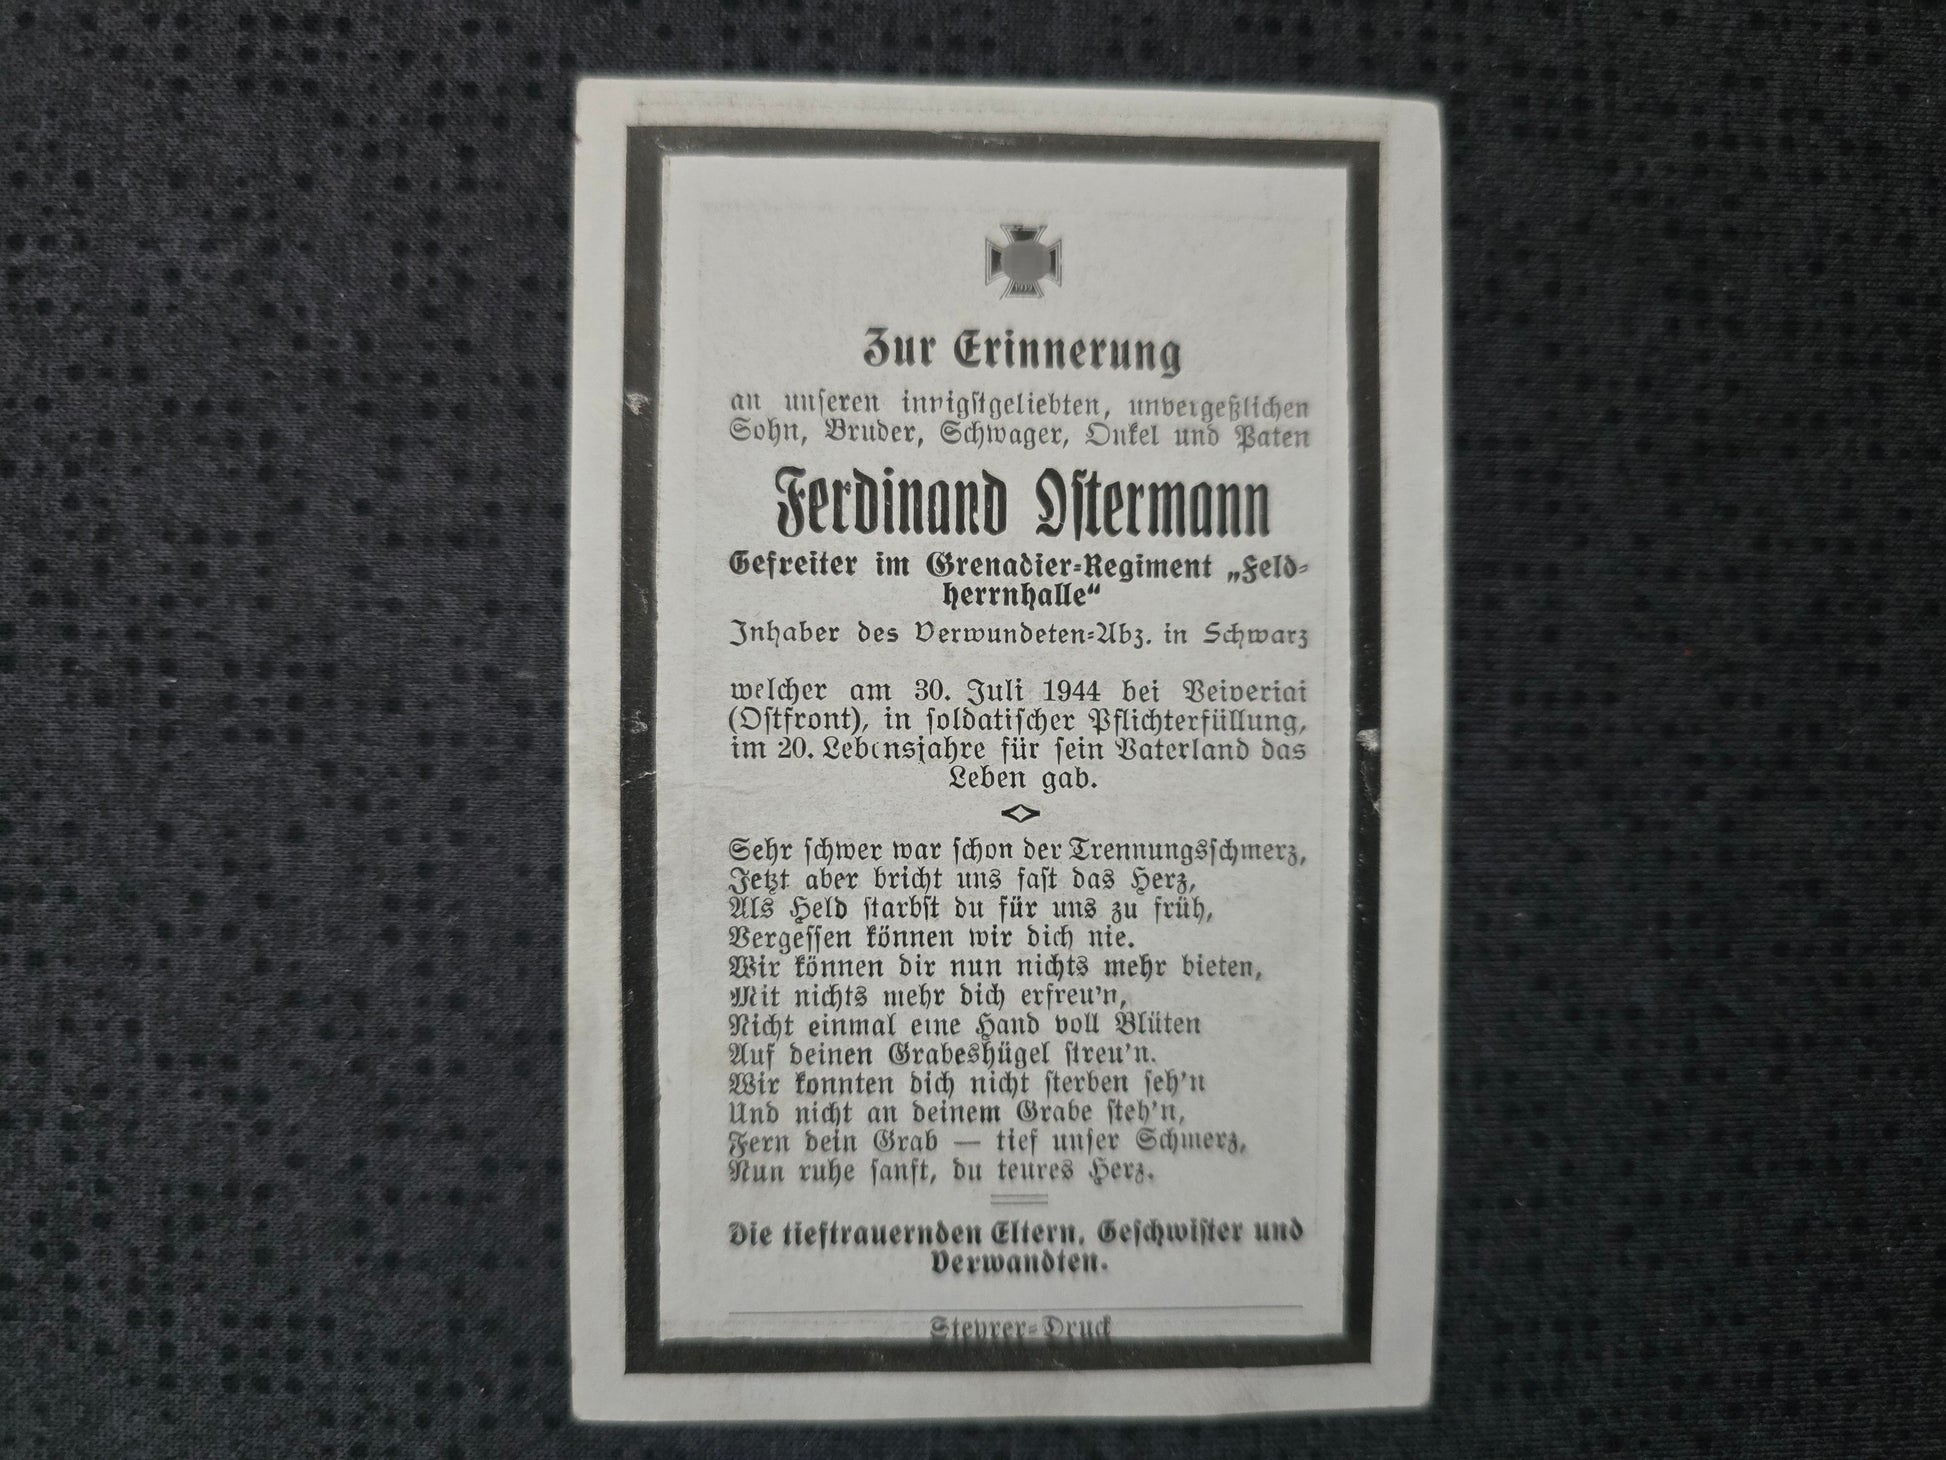 1939
Zur Erinnerung
an unseren innigstgeliebten, unvergeßlichen
Sohn, Bruder, Schwager, Onkel und Paten
Ferdinand Ostermann
Gefreiter im Grenadier-Regiment „Feld-
herrnhalle“
Inhaber des Verwundeten-Abz. in Schwarz
welcher am 30. Juli 1944 bei Veiveriai
(Ostfront), in soldatischer Pflichterfüllung,
im 20. Lebensjahre für sein Vaterland das
Leben gab.
Sehr schwer war schon der Trennungsschmerz,
Jetzt aber bricht uns fast das Herz,
Als Held starbst du für uns zu früh,
Vergessen können wir dich nie.
Wir können dir nun nichts mehr bieten,
Mit nichts mehr dich erfreu'n,
Nicht einmal eine Hand voll Blüten
Auf deinen Grabeshügel streu'n.
Wir konnten dich nicht sterben seh'n
Und nicht an deinem Grabe steh'n,
Fern dein Grab — tief unser Schmerz,
Nun ruhe sanft, du teures Herz.
Die tieftrauernden Eltern, Geschwister und
Verwandten.
Steyrer-Druck